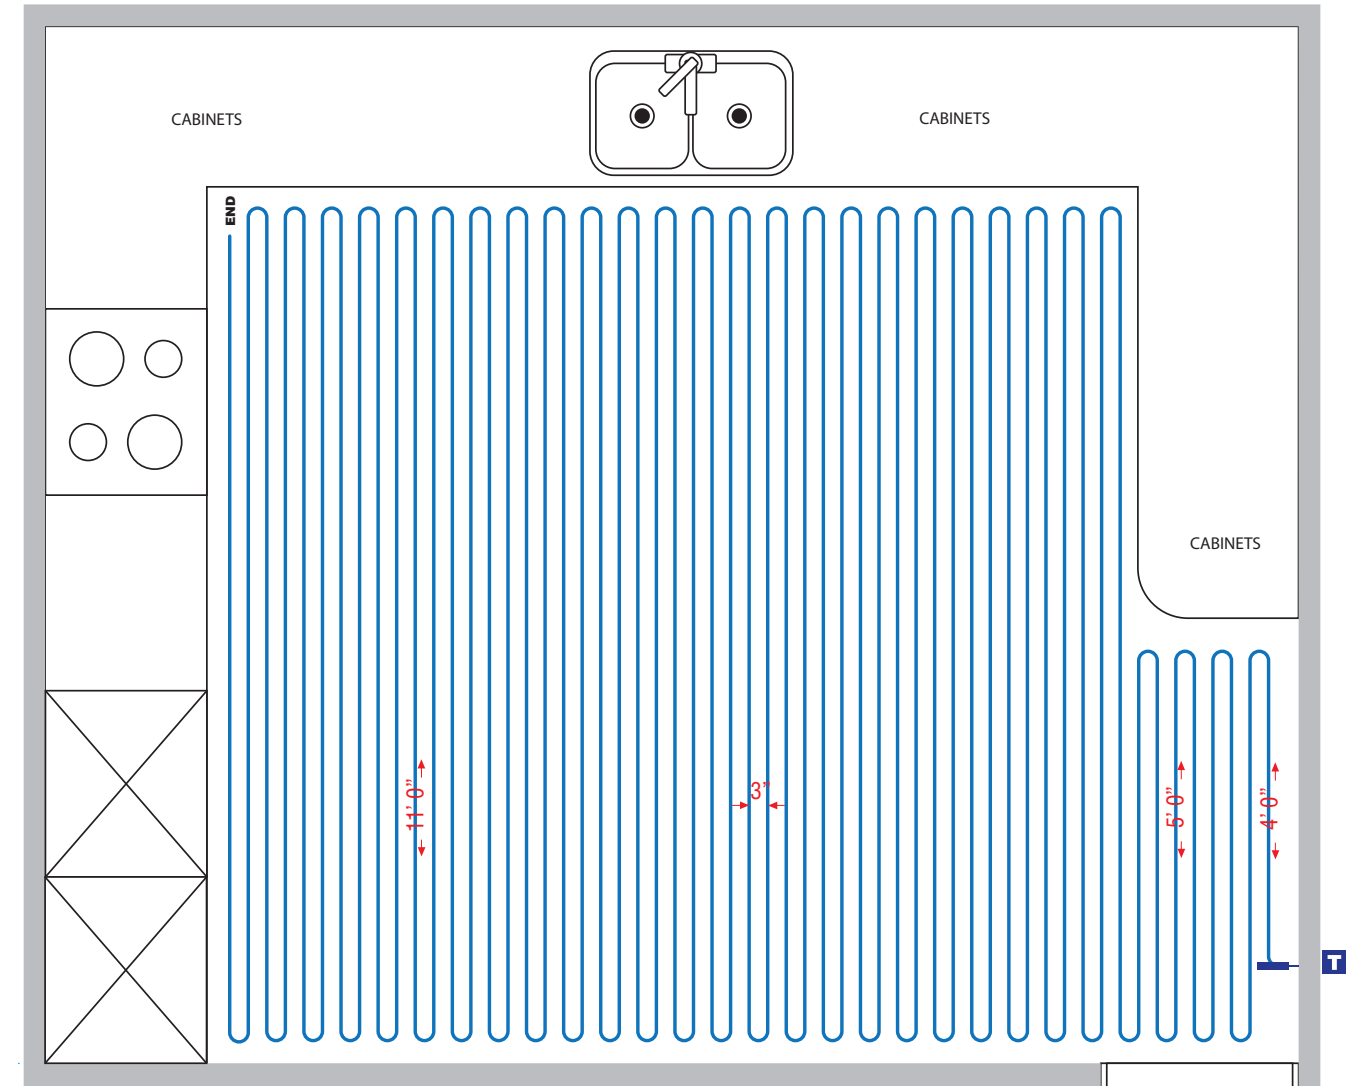 CABINETS
CABINETS
END
CABINETS
11' 0"
3"
5' 0"
4' 0"
T